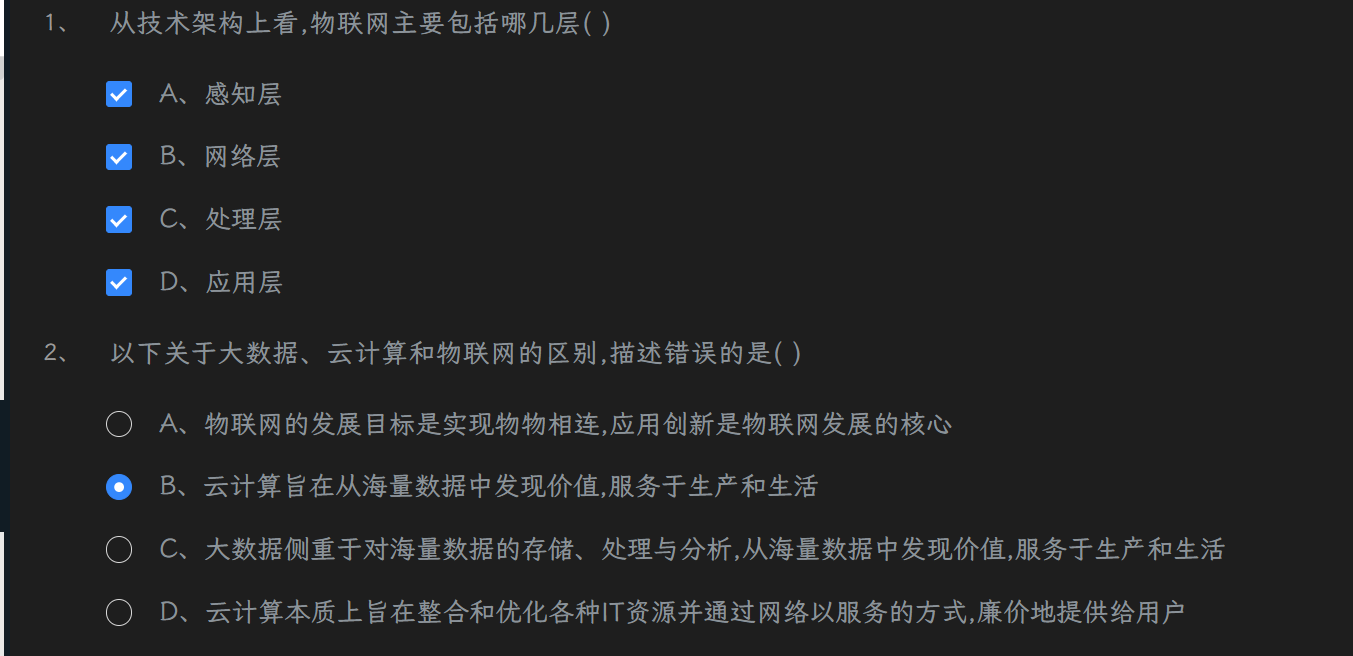 1、 从技术架构上看,物联网主要包括哪几层( )
A、感知层
B、网络层
C、处理层
D、应用层
2、 以下关于大数据、云计算和物联网的区别,描述错误的是( )
A、物联网的发展目标是实现物物相连,应用创新是物联网发展的核心
B、云计算旨在从海量数据中发现价值,服务于生产和生活
C、大数据侧重于对海量数据的存储、处理与分析,从海量数据中发现价值,服务于生产和生活
D、云计算本质上旨在整合和优化各种IT资源并通过网络以服务的方式,廉价地提供给用户